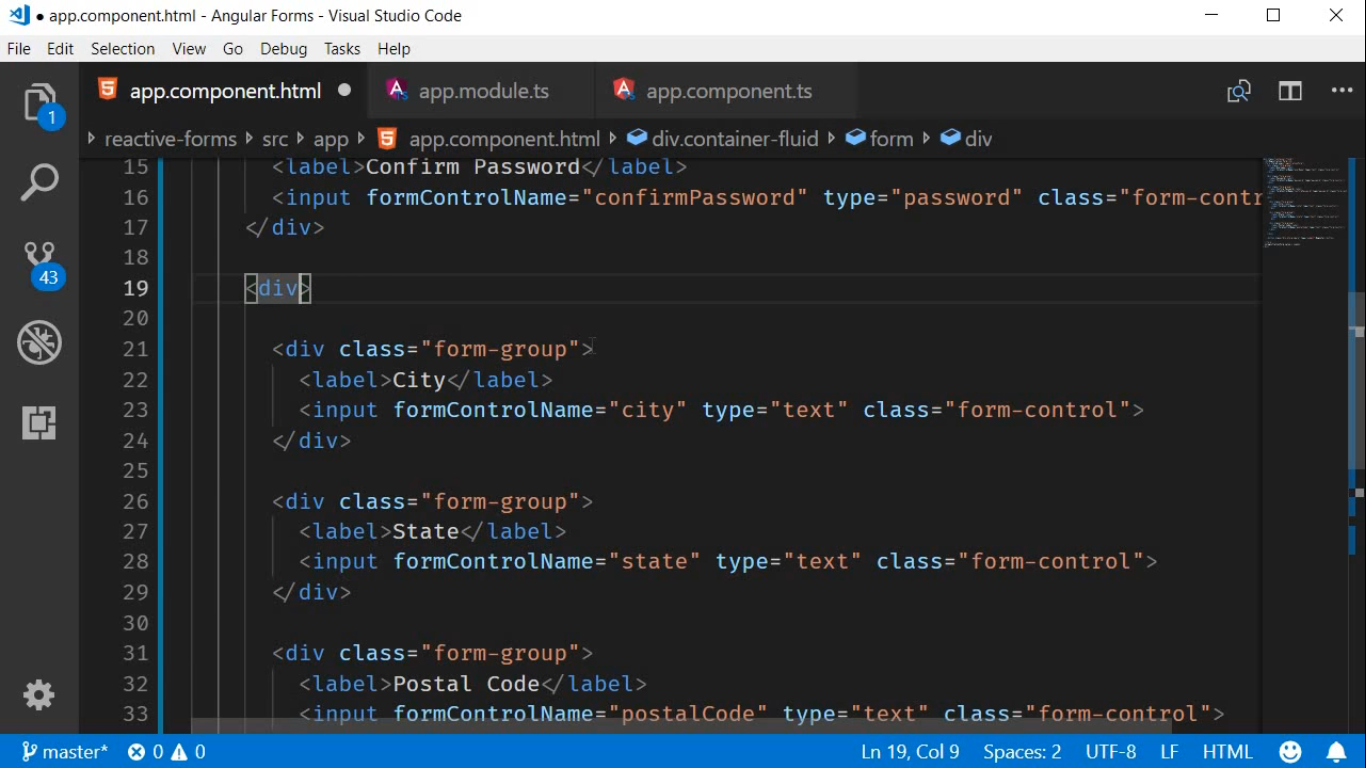 app.component.html - Angular Forms - Visual Studio Code
File Edit Selection View Go Debug Tasks Help
app.component.html app.module.ts app.component.ts
1
reactive-forms src app app.component.html div.container-fluid form div
15 <label>Confirm Password</label>
16 <input formControlName="confirmPassword" type="password" class="form-contr
17 </div>
18
19 <div>
20
21 <div class="form-group">
22 <label>City</label>
23 <input formControlName="city" type="text" class="form-control">
24 </div>
25
26 <div class="form-group">
27 <label>State</label>
28 <input formControlName="state" type="text" class="form-control">
29 </div>
30
31 <div class="form-group">
32 <label>Postal Code</label>
33 <input formControlName="postalCode" type="text" class="form-control">
43
master* 0 0 Ln 19, Col 9 Spaces: 2 UTF-8 LF HTML